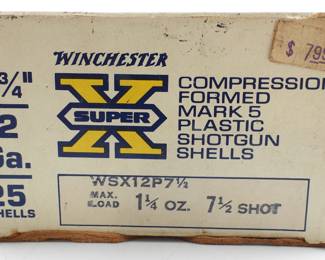 WINCHESTER
$ 799
3/4"
SUPER X
COMPRESSION
FORMED
MARK 5
PLASTIC
SHOTGUN
SHELLS
2
Ga.
25
SHELLS
WSX12P7½
MAX.
LOAD 1¼ OZ. 7½ SHOT